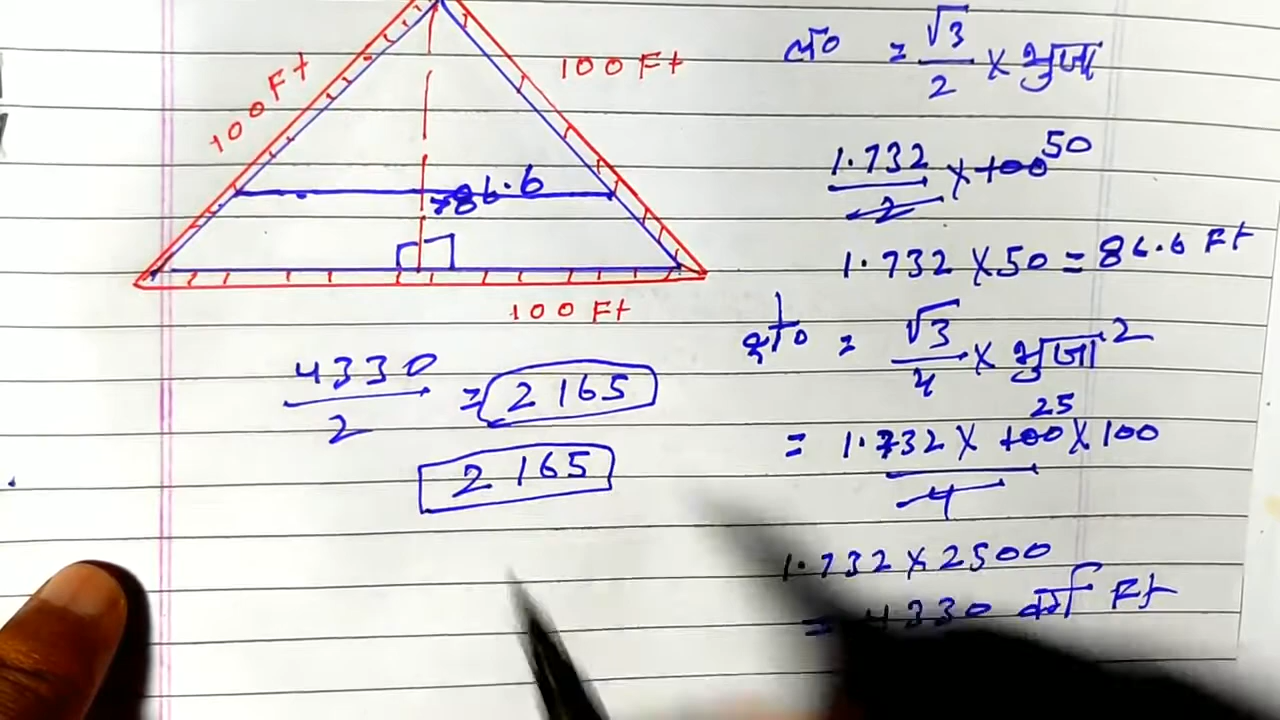 100 Ft
100 Ft
86.6
100 Ft
4330
2
= 2165
2165
ल० = √3/2 × भुजा
1.732/2 × 100 50
1.732 × 50 = 86.6 Ft
क्षे० = √3/4 × भुजा²
25
= 1.732 × 100 × 100
4
1.732 × 2500
= 4330 वर्ग Ft